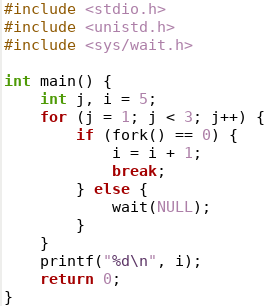 #include <stdio.h>
#include <unistd.h>
#include <sys/wait.h>

int main() {
    int j, i = 5;
    for (j = 1; j < 3; j++) {
        if (fork() == 0) {
            i = i + 1;
            break;
        } else {
            wait(NULL);
        }
    }
    printf("%d\n", i);
    return 0;
}